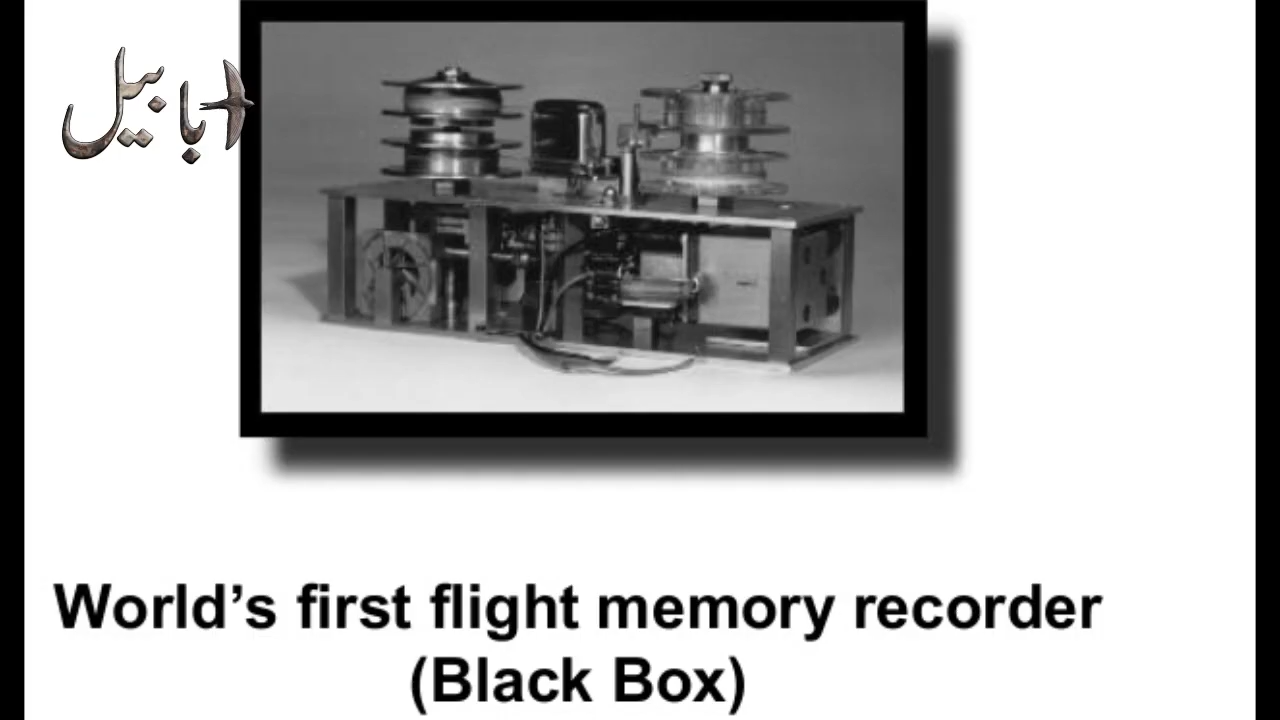 ابابیل
World’s first flight memory recorder
(Black Box)